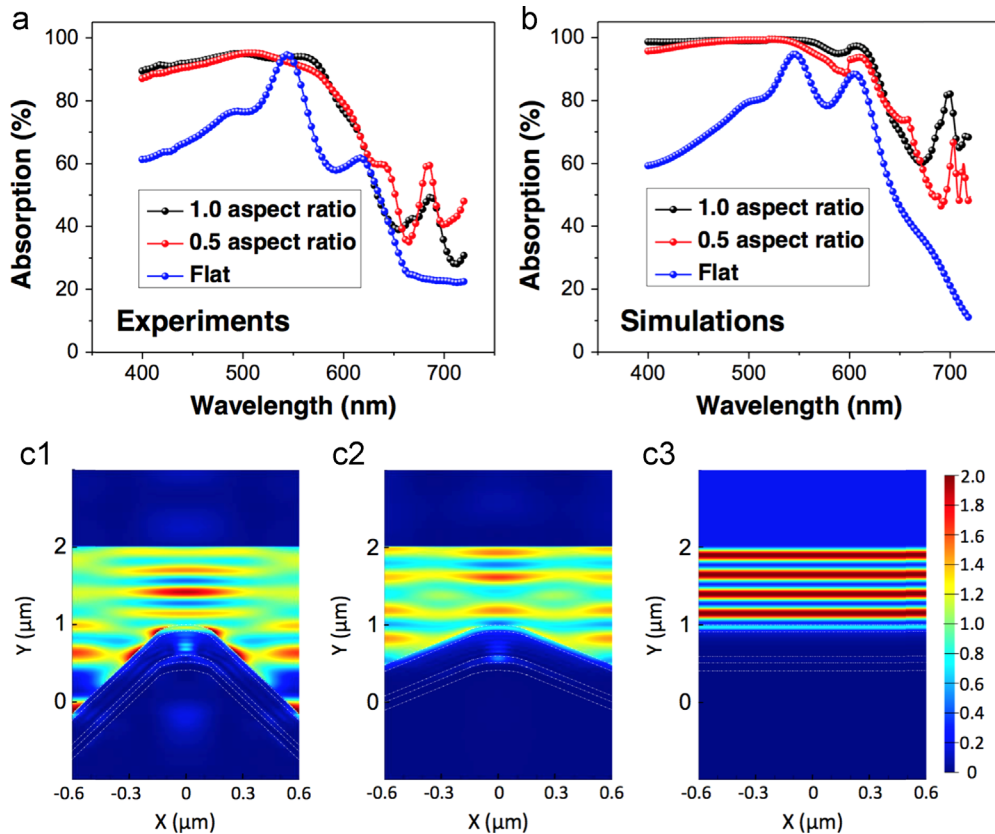 a
b
100
80
60
40
20
0
Absorption (%)
1.0 aspect ratio
0.5 aspect ratio
Flat
Experiments
400
500
600
700
Wavelength (nm)
100
80
60
40
20
0
Absorption (%)
1.0 aspect ratio
0.5 aspect ratio
Flat
Simulations
400
500
600
700
Wavelength (nm)
c1
c2
c3
2
1
0
Y (μm)
-0.6
-0.3
0
0.3
0.6
X (μm)
2
1
0
Y (μm)
-0.6
-0.3
0
0.3
0.6
X (μm)
2
1
0
Y (μm)
-0.6
-0.3
0
0.3
0.6
X (μm)
2.0
1.8
1.6
1.4
1.2
1.0
0.8
0.6
0.4
0.2
0